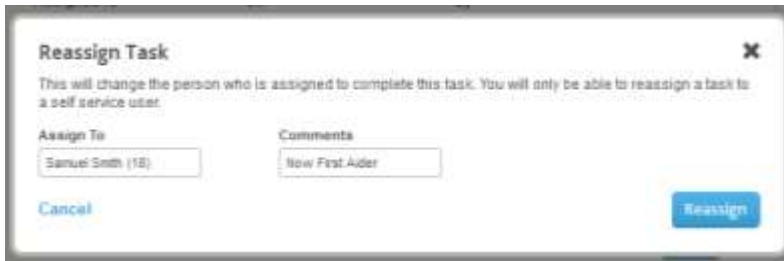 Reassign Task
This will change the person who is assigned to complete this task. You will only be able to reassign a task to
a self service user.
Assign To Comments
Samuel Smith (18) Now First Aider
Cancel Reassign